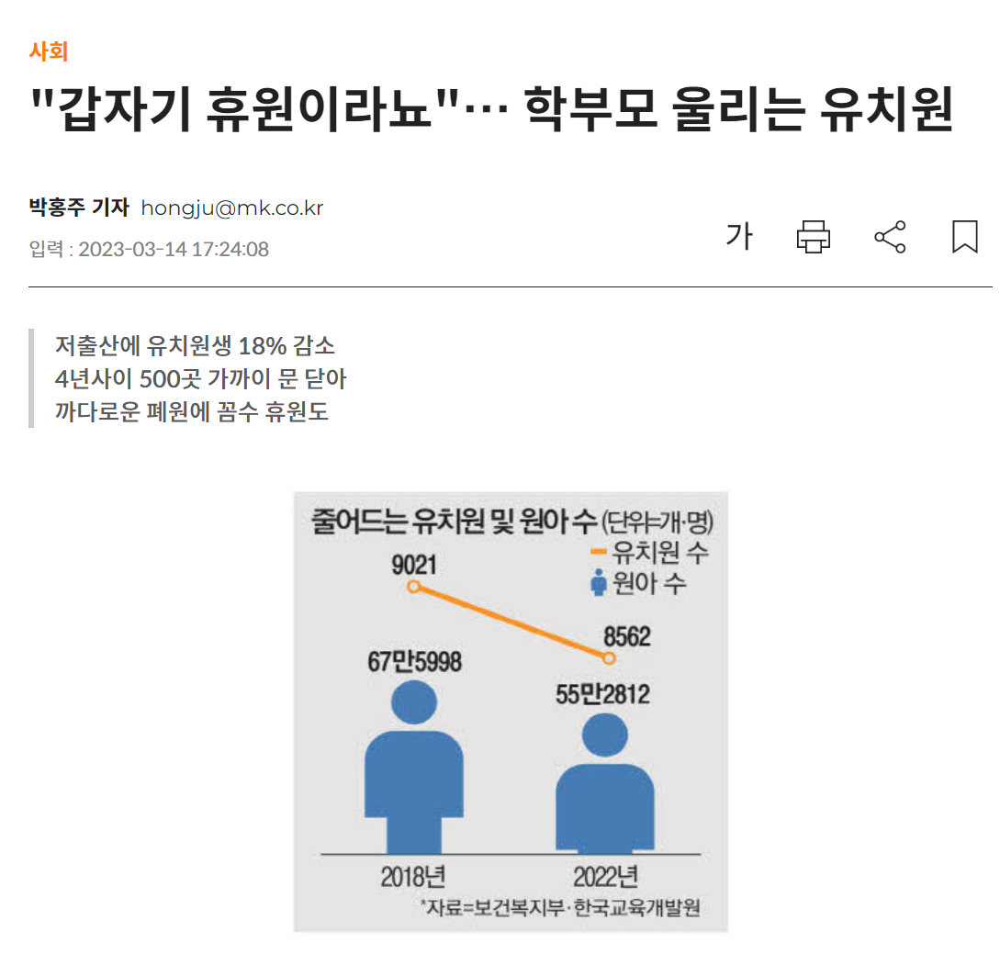 사회
"갑자기 휴원이라뇨"… 학부모 울리는 유치원
박홍주 기자 hongju@mk.co.kr
입력 : 2023-03-14 17:24:08
가
저출산에 유치원생 18% 감소
4년사이 500곳 가까이 문 닫아
까다로운 폐원에 꼼수 휴원도
줄어드는 유치원 및 원아 수 (단위=개·명)
유치원 수
원아 수
9021
8562
67만5998
55만2812
2018년 2022년
*자료=보건복지부·한국교육개발원